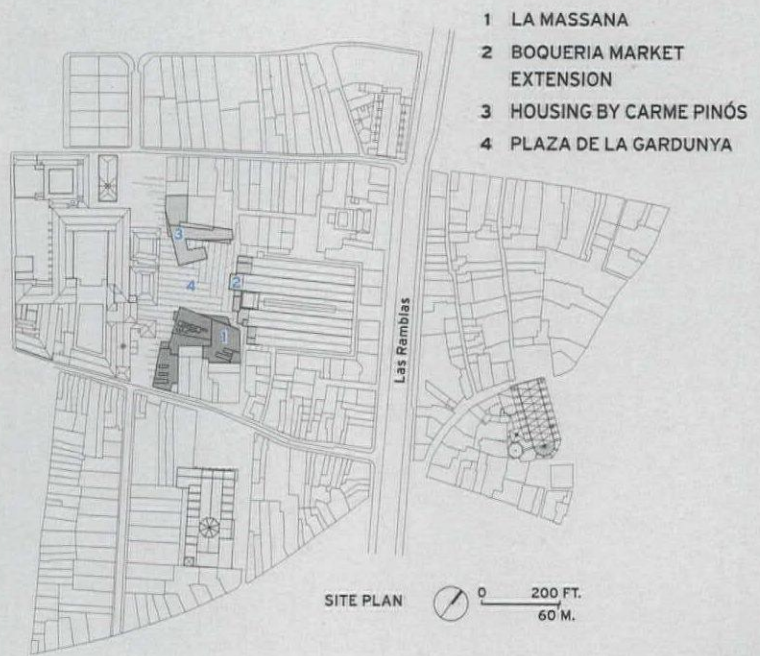 1 LA MASSANA
2 BOQUERIA MARKET
EXTENSION
3 HOUSING BY CARME PINÓS
4 PLAZA DE LA GARDUNYA
3
2
4
1
Las Ramblas
SITE PLAN
0 200 FT.
60 M.